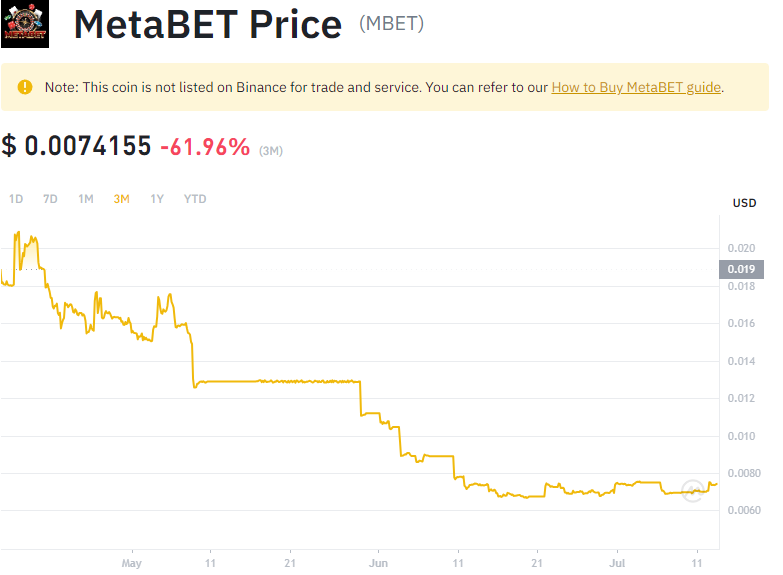 METABET
MetaBET Price (MBET)
Note: This coin is not listed on Binance for trade and service. You can refer to our How to Buy MetaBET guide.
$ 0.0074155 -61.96% (3M)
1D 7D 1M 3M 1Y YTD
USD
0.020
0.019
0.018
0.016
0.014
0.012
0.010
0.0080
0.0060
May 11 21 Jun 11 21 Jul 11